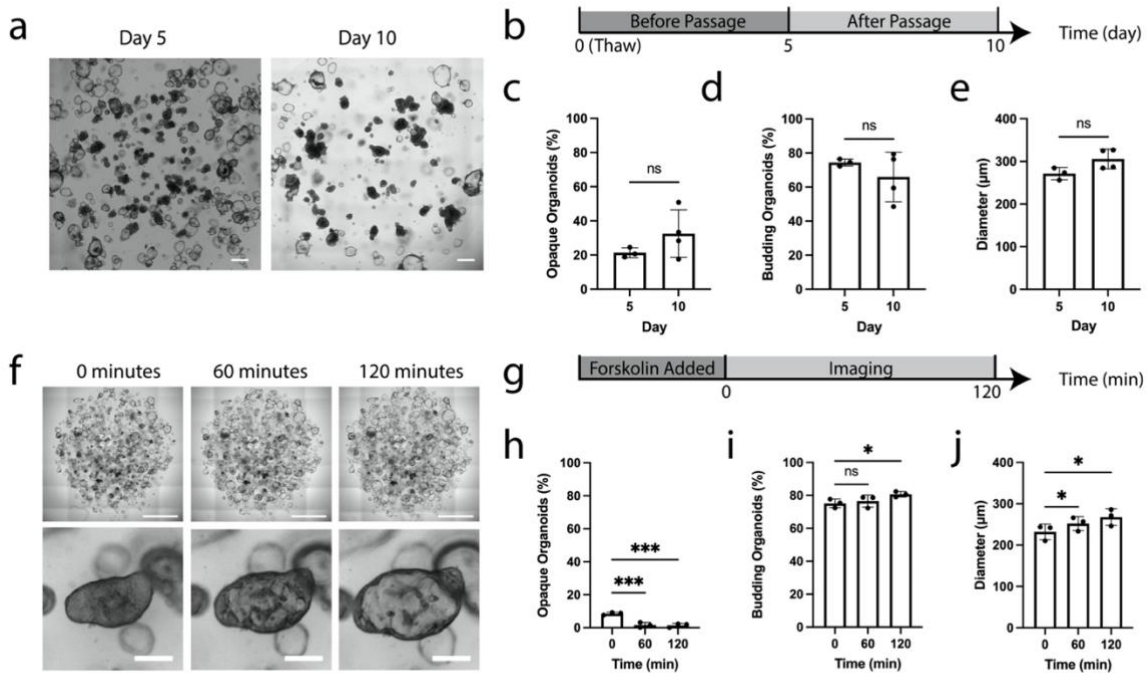 a
Day 5 Day 10
b
Before Passage After Passage
0 (Thaw) 5 10 Time (day)
c
Opaque Organoids (%)
100
80
60
40
20
0
ns
5 10
Day
d
Budding Organoids (%)
100
80
60
40
20
0
ns
5 10
Day
e
Diameter (µm)
400
300
200
100
0
ns
5 10
Day
f
0 minutes 60 minutes 120 minutes
g
Forskolin Added Imaging
0 120 Time (min)
h
Opaque Organoids (%)
100
80
60
40
20
0
***
***
0 60 120
Time (min)
i
Budding Organoids (%)
100
80
60
40
20
0
*
ns
0 60 120
Time (min)
j
Diameter (µm)
400
300
200
100
0
*
*
0 60 120
Time (min)